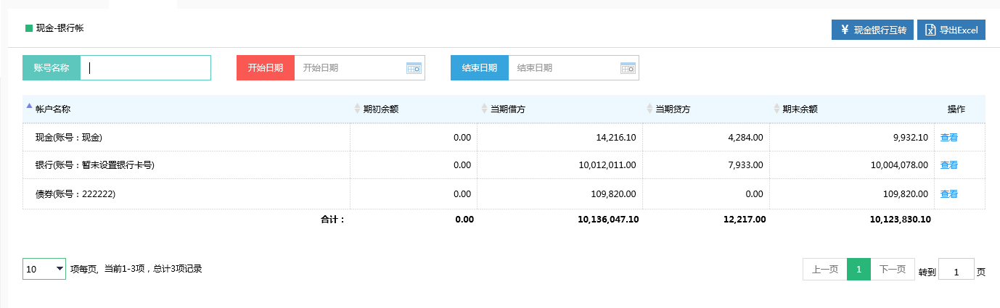 现金-银行帐
¥ 现金银行互转 导出Excel
账号名称 开始日期 开始日期 结束日期 结束日期
帐户名称 期初余额 当期借方 当期贷方 期末余额 操作
现金(账号：现金) 0.00 14,216.10 4,284.00 9,932.10 查看
银行(账号：暂未设置银行卡号) 0.00 10,012,011.00 7,933.00 10,004,078.00 查看
债券(账号：222222) 0.00 109,820.00 0.00 109,820.00 查看
合计： 0.00 10,136,047.10 12,217.00 10,123,830.10
10 项每页, 当前1-3项，总计3项记录 上一页 1 下一页 转到 1 页